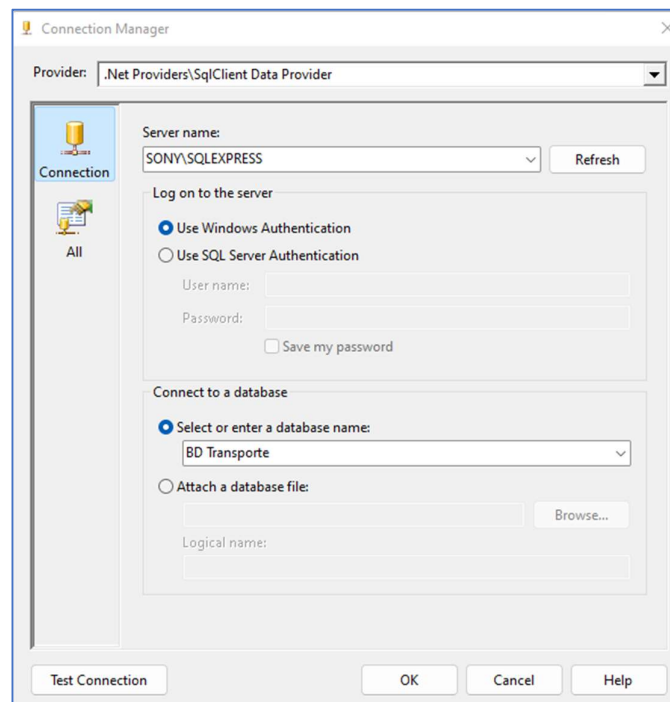 Connection Manager
Provider: .Net Providers\SqlClient Data Provider
Connection
All
Server name:
SONY\SQLEXPRESS
Refresh
Log on to the server
Use Windows Authentication
Use SQL Server Authentication
User name:
Password:
Save my password
Connect to a database
Select or enter a database name:
BD Transporte
Attach a database file:
Browse...
Logical name:
Test Connection
OK
Cancel
Help